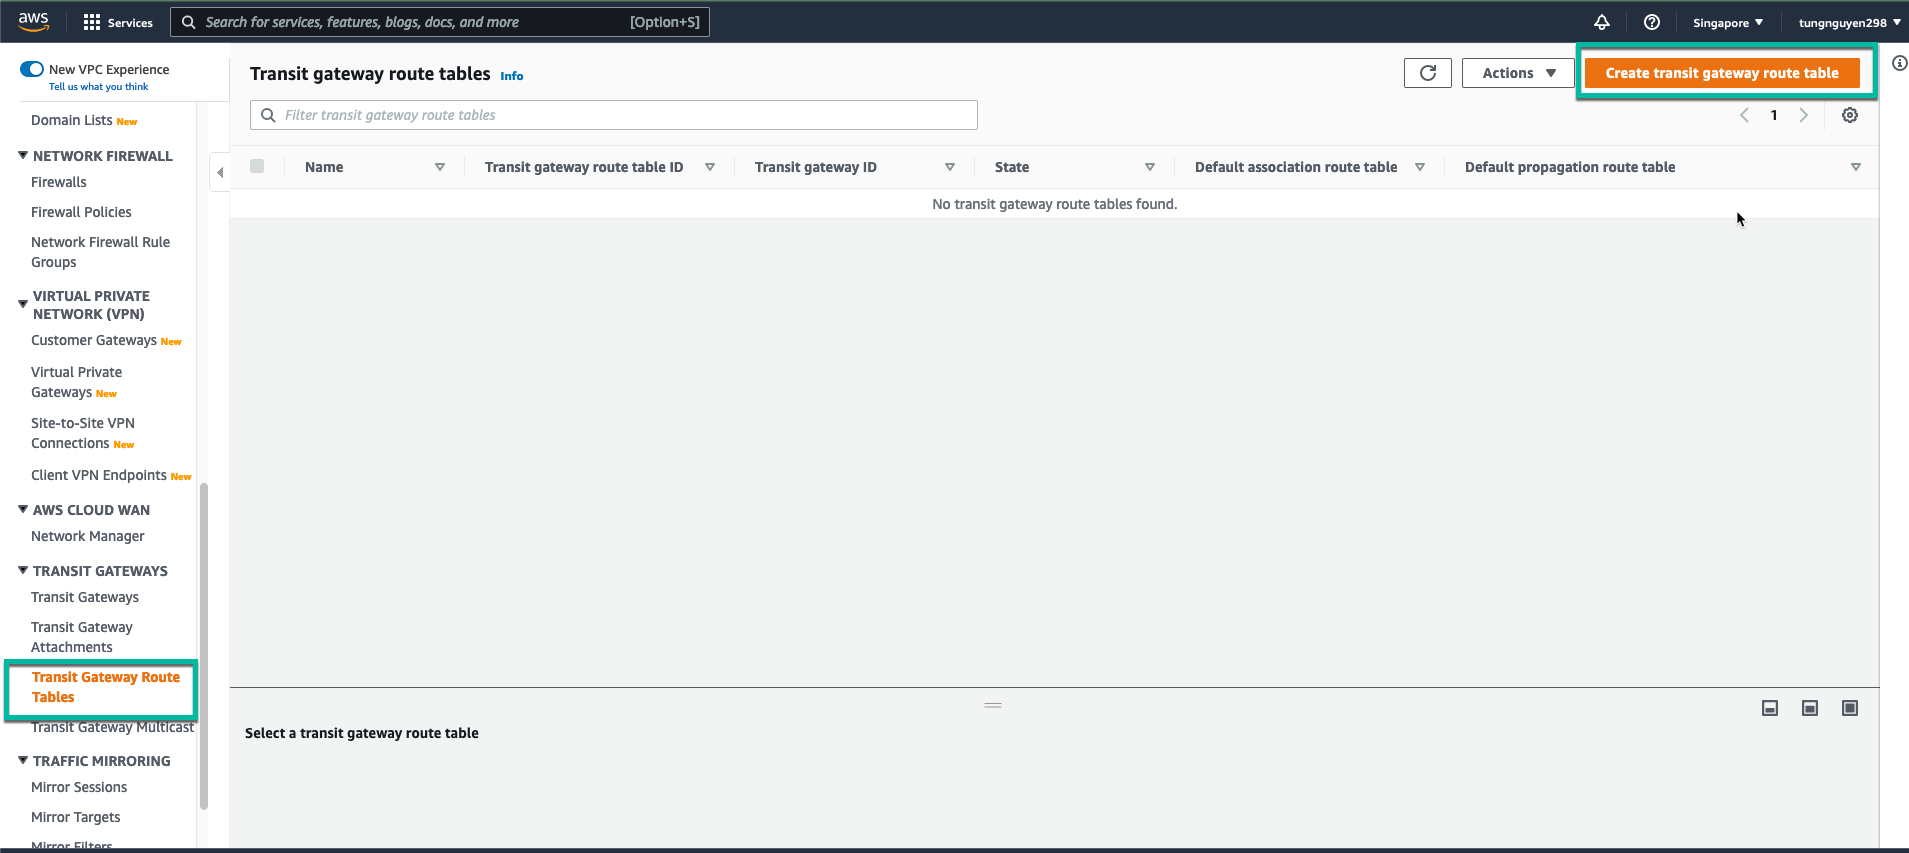 aws
Services
Search for services, features, blogs, docs, and more
[Option+S]
Singapore
tungnguyen298
New VPC Experience
Tell us what you think
Domain Lists New
NETWORK FIREWALL
Firewalls
Firewall Policies
Network Firewall Rule
Groups
VIRTUAL PRIVATE
NETWORK (VPN)
Customer Gateways New
Virtual Private
Gateways New
Site-to-Site VPN
Connections New
Client VPN Endpoints New
AWS CLOUD WAN
Network Manager
TRANSIT GATEWAYS
Transit Gateways
Transit Gateway
Attachments
Transit Gateway Route
Tables
Transit Gateway Multicast
TRAFFIC MIRRORING
Mirror Sessions
Mirror Targets
Mirror Filters
Transit gateway route tables Info
Actions
Create transit gateway route table
Filter transit gateway route tables
1
Name
Transit gateway route table ID
Transit gateway ID
State
Default association route table
Default propagation route table
No transit gateway route tables found.
Select a transit gateway route table